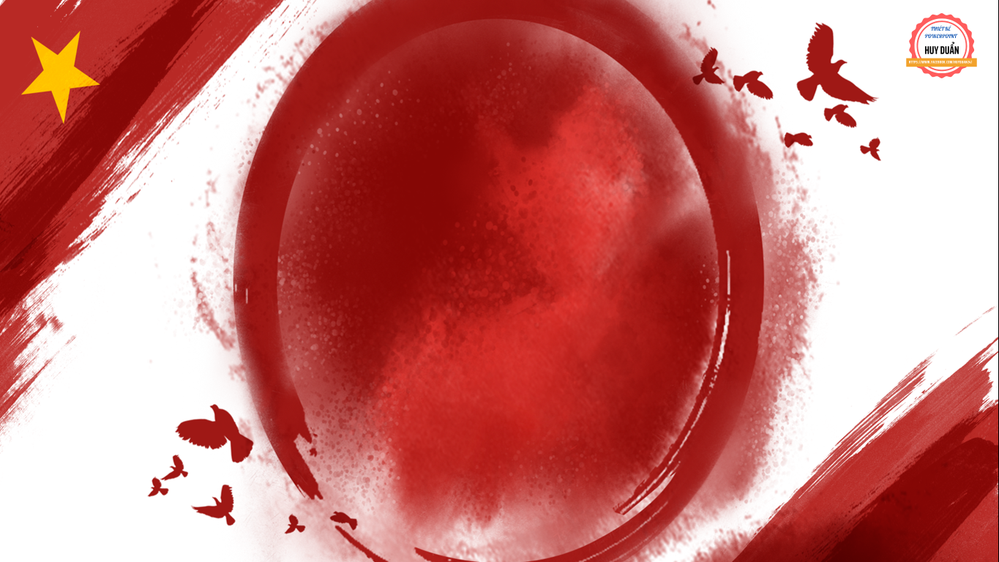 THIẾT KẾ
POWERPOINT
HUY DUẨN